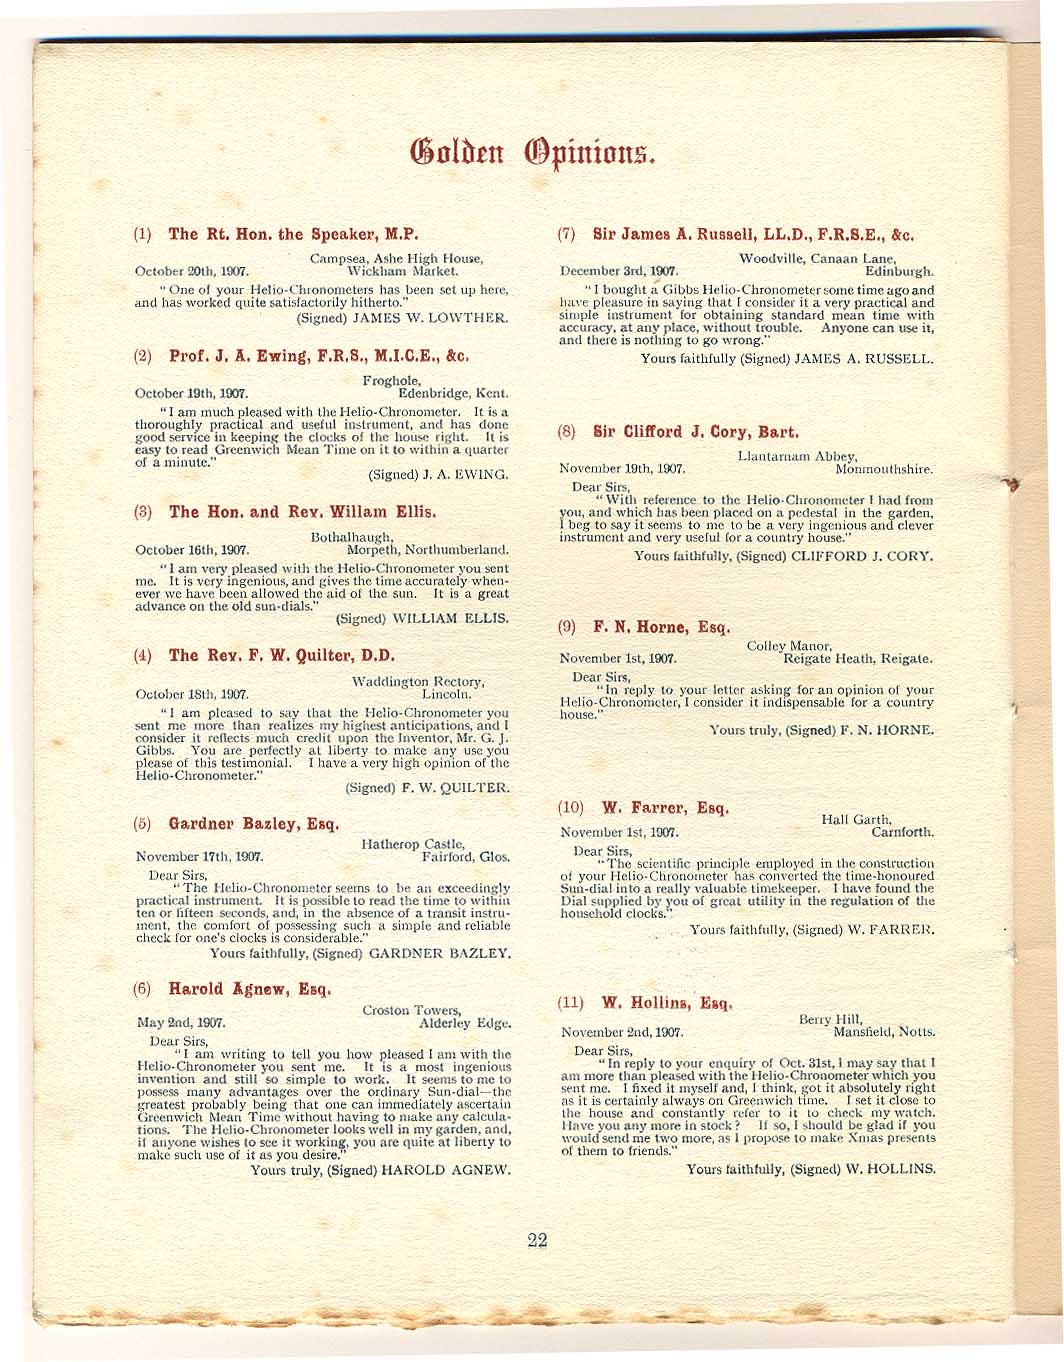 Golden Opinions.
(1) The Rt. Hon. the Speaker, M.P.
Campsea, Ashe High House,
October 20th, 1907. Wickham Market.
“ One of your Helio-Chronometers has been set up here,
and has worked quite satisfactorily hitherto.”
(Signed) JAMES W. LOWTHER.
(2) Prof. J. A. Ewing, F.R.S., M.I.C.E., &c.
Froghole,
October 19th, 1907. Edenbridge, Kent.
“ I am much pleased with the Helio-Chronometer. It is a
thoroughly practical and useful instrument, and has done
good service in keeping the clocks of the house right. It is
easy to read Greenwich Mean Time on it to within a quarter
of a minute.”
(Signed) J. A. EWING.
(3) The Hon. and Rev. Willam Ellis.
Bothalhaugh,
October 16th, 1907. Morpeth, Northumberland.
“ I am very pleased with the Helio-Chronometer you sent
me. It is very ingenious, and gives the time accurately when-
ever we have been allowed the aid of the sun. It is a great
advance on the old sun-dials.”
(Signed) WILLIAM ELLIS.
(4) The Rev. F. W. Quilter, D.D.
Waddington Rectory,
October 18th, 1907. Lincoln.
“ I am pleased to say that the Helio-Chronometer you
sent me more than realizes my highest anticipations, and I
consider it reflects much credit upon the Inventor, Mr. G. J.
Gibbs. You are perfectly at liberty to make any use you
please of this testimonial. I have a very high opinion of the
Helio-Chronometer.”
(Signed) F. W. QUILTER.
(5) Gardner Bazley, Esq.
Hatherop Castle,
November 17th, 1907. Fairford, Glos.
Dear Sirs,
“ The Helio-Chronometer seems to be an exceedingly
practical instrument. It is possible to read the time to within
ten or fifteen seconds, and, in the absence of a transit instru-
ment, the comfort of possessing such a simple and reliable
check for one's clocks is considerable.”
Yours faithfully, (Signed) GARDNER BAZLEY.
(6) Harold Agnew, Esq.
Croston Towers,
May 2nd, 1907. Alderley Edge.
Dear Sirs,
“ I am writing to tell you how pleased I am with the
Helio-Chronometer you sent me. It is a most ingenious
invention and still so simple to work. It seems to me to
possess many advantages over the ordinary Sun-dial—the
greatest probably being that one can immediately ascertain
Greenwich Mean Time without having to make any calcula-
tions. The Helio-Chronometer looks well in my garden, and,
if anyone wishes to see it working, you are quite at liberty to
make such use of it as you desire.”
Yours truly, (Signed) HAROLD AGNEW.
(7) Sir James A. Russell, LL.D., F.R.S.E., &c.
Woodville, Canaan Lane,
December 3rd, 1907. Edinburgh.
“ I bought a Gibbs Helio-Chronometer some time ago and
have pleasure in saying that I consider it a very practical and
simple instrument for obtaining standard mean time with
accuracy, at any place, without trouble. Anyone can use it,
and there is nothing to go wrong.”
Yours faithfully (Signed) JAMES A. RUSSELL.
(8) Sir Clifford J. Cory, Bart.
Llantarnam Abbey,
November 19th, 1907. Monmouthshire.
Dear Sirs,
“ With reference to the Helio-Chronometer I had from
you, and which has been placed on a pedestal in the garden,
I beg to say it seems to me to be a very ingenious and clever
instrument and very useful for a country house.”
Yours faithfully, (Signed) CLIFFORD J. CORY.
(9) F. N. Horne, Esq.
Colley Manor,
November 1st, 1907. Reigate Heath, Reigate.
Dear Sirs,
“ In reply to your letter asking for an opinion of your
Helio-Chronometer, I consider it indispensable for a country
house.”
Yours truly, (Signed) F. N. HORNE.
(10) W. Farrer, Esq.
Hall Garth,
November 1st, 1907. Carnforth.
Dear Sirs,
“ The scientific principle employed in the construction
of your Helio-Chronometer has converted the time-honoured
Sun-dial into a really valuable timekeeper. I have found the
Dial supplied by you of great utility in the regulation of the
household clocks.”
Yours faithfully, (Signed) W. FARRER.
(11) W. Hollins, Esq.
Berry Hill,
November 2nd, 1907. Mansfield, Notts.
Dear Sirs,
“ In reply to your enquiry of Oct. 31st, I may say that I
am more than pleased with the Helio-Chronometer which you
sent me. I fixed it myself and, I think, got it absolutely right
as it is certainly always on Greenwich time. I set it close to
the house and constantly refer to it to check my watch.
Have you any more in stock ? If so, I should be glad if you
would send me two more, as I propose to make Xmas presents
of them to friends.”
Yours faithfully, (Signed) W. HOLLINS.
22